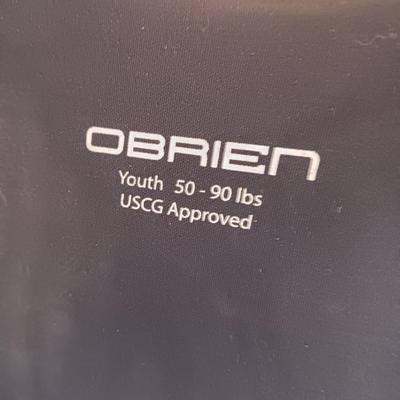 OBRIEN
Youth 50 - 90 lbs
USCG Approved